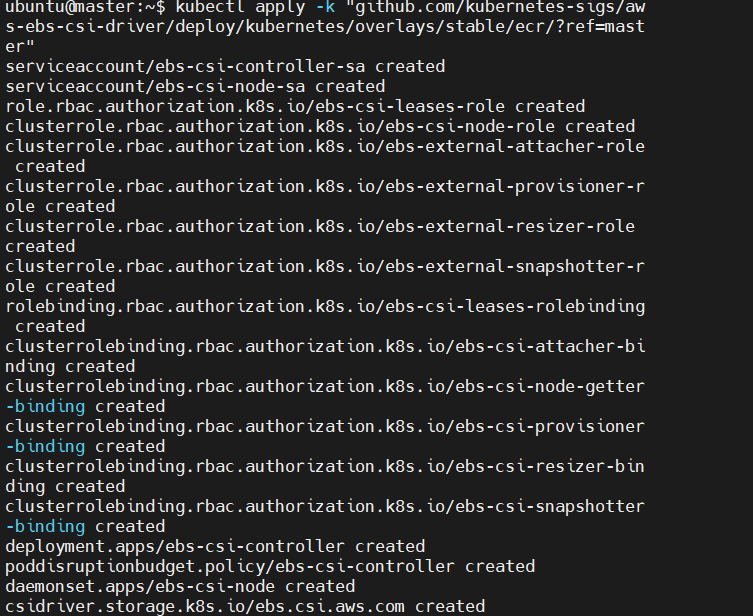 ubuntu@master:~$ kubectl apply -k "github.com/kubernetes-sigs/aw
s-ebs-csi-driver/deploy/kubernetes/overlays/stable/ecr/?ref=mast
er"
serviceaccount/ebs-csi-controller-sa created
serviceaccount/ebs-csi-node-sa created
role.rbac.authorization.k8s.io/ebs-csi-leases-role created
clusterrole.rbac.authorization.k8s.io/ebs-csi-node-role created
clusterrole.rbac.authorization.k8s.io/ebs-external-attacher-role
 created
clusterrole.rbac.authorization.k8s.io/ebs-external-provisioner-r
ole created
clusterrole.rbac.authorization.k8s.io/ebs-external-resizer-role
created
clusterrole.rbac.authorization.k8s.io/ebs-external-snapshotter-r
ole created
rolebinding.rbac.authorization.k8s.io/ebs-csi-leases-rolebinding
 created
clusterrolebinding.rbac.authorization.k8s.io/ebs-csi-attacher-bi
nding created
clusterrolebinding.rbac.authorization.k8s.io/ebs-csi-node-getter
-binding created
clusterrolebinding.rbac.authorization.k8s.io/ebs-csi-provisioner
-binding created
clusterrolebinding.rbac.authorization.k8s.io/ebs-csi-resizer-bin
ding created
clusterrolebinding.rbac.authorization.k8s.io/ebs-csi-snapshotter
-binding created
deployment.apps/ebs-csi-controller created
poddisruptionbudget.policy/ebs-csi-controller created
daemonset.apps/ebs-csi-node created
csidriver.storage.k8s.io/ebs.csi.aws.com created